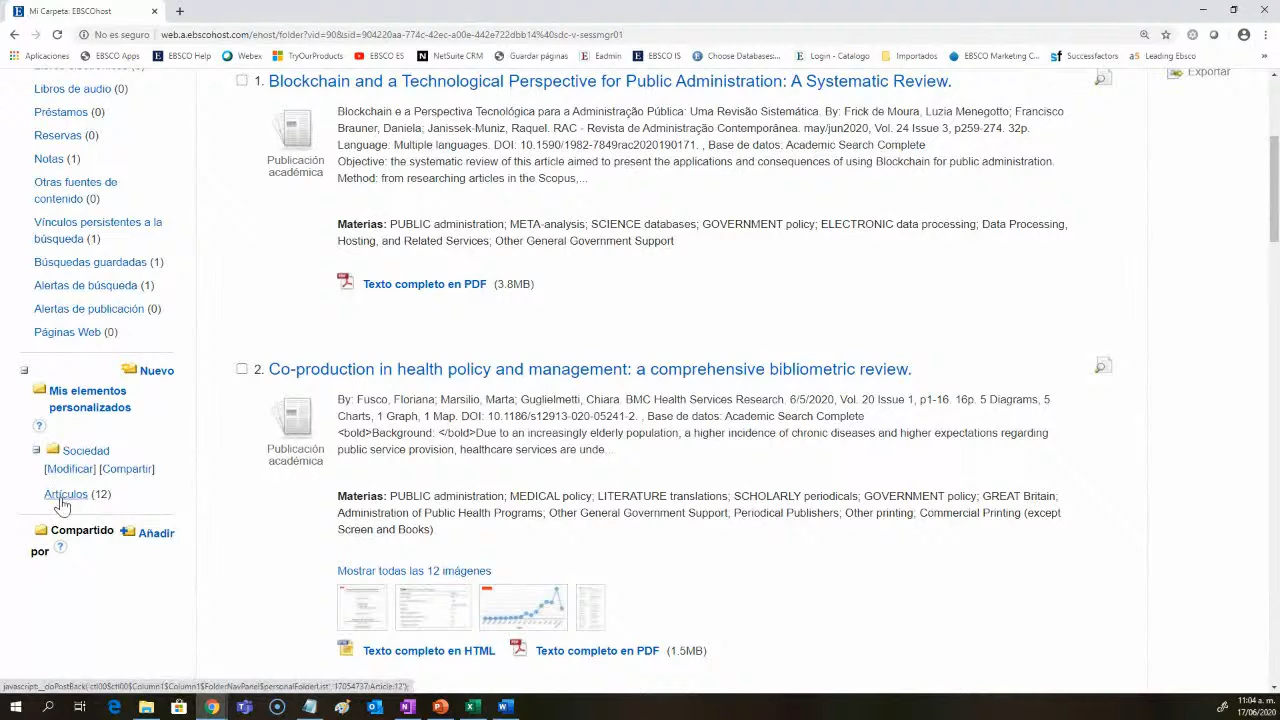 Mi Carpeta: EBSCOhost
No es seguro | web.a.ebscohost.com/ehost/folder?vid=90&sid=904220aa-774c-42ec-a00e-442e722dbb14%40sdc-v-sessmgr01
Aplicaciones EBSCO Apps EBSCO Help Webex TryOurProducts EBSCO ES NetSuite CRM Guardar páginas Eadmin EBSCO IS Choose Databases:... Login - Catalogo Importados EBSCO Marketing C... Successfactors Leading Ebsco
Libros de audio (0)
Préstamos (0)
Reservas (0)
Notas (1)
Otras fuentes de
contenido (0)
Vínculos persistentes a la
búsqueda (1)
Búsquedas guardadas (1)
Alertas de búsqueda (1)
Alertas de publicación (0)
Páginas Web (0)
Nuevo
Mis elementos
personalizados
?
Sociedad
[Modificar] [Compartir]
Artículos (12)
Compartido Añadir
por ?
1. Blockchain and a Technological Perspective for Public Administration: A Systematic Review.
Exportar
Publicación
académica
Blockchain e a Perspectiva Tecnológica para a Administração Pública: Uma Revisão Sistemática. By: Frick de Moura, Luzia Menegotto; Francisco
Brauner, Daniela; Janissek-Muniz, Raquel. RAC - Revista de Administração Contemporânea. may/jun2020, Vol. 24 Issue 3, p259-274. 32p.
Language: Multiple languages. DOI: 10.1590/1982-7849rac2020190171. , Base de datos: Academic Search Complete
Objective: the systematic review of this article aimed to present the applications and consequences of using Blockchain for public administration.
Method: from researching articles in the Scopus,...
Materias: PUBLIC administration; META-analysis; SCIENCE databases; GOVERNMENT policy; ELECTRONIC data processing; Data Processing,
Hosting, and Related Services; Other General Government Support
Texto completo en PDF (3.8MB)
2. Co-production in health policy and management: a comprehensive bibliometric review.
Publicación
académica
By: Fusco, Floriana; Marsilio, Marta; Guglielmetti, Chiara. BMC Health Services Research. 6/5/2020, Vol. 20 Issue 1, p1-16. 16p. 5 Diagrams, 5
Charts, 1 Graph, 1 Map. DOI: 10.1186/s12913-020-05241-2. , Base de datos: Academic Search Complete
<bold>Background: </bold>Due to an increasingly elderly population, a higher incidence of chronic diseases and higher expectations regarding
public service provision, healthcare services are unde...
Materias: PUBLIC administration; MEDICAL policy; LITERATURE translations; SCHOLARLY periodicals; GOVERNMENT policy; GREAT Britain;
Administration of Public Health Programs; Other General Government Support; Periodical Publishers; Other printing; Commercial Printing (except
Screen and Books)
Mostrar todas las 12 imágenes
Texto completo en HTML Texto completo en PDF (1.5MB)
javascript:__doPostBack('ctl00$ctl00$Column1$Column1$FolderNavPanel$personalFolderList','17054737:Article:12')
11:04 a. m.
17/06/2020